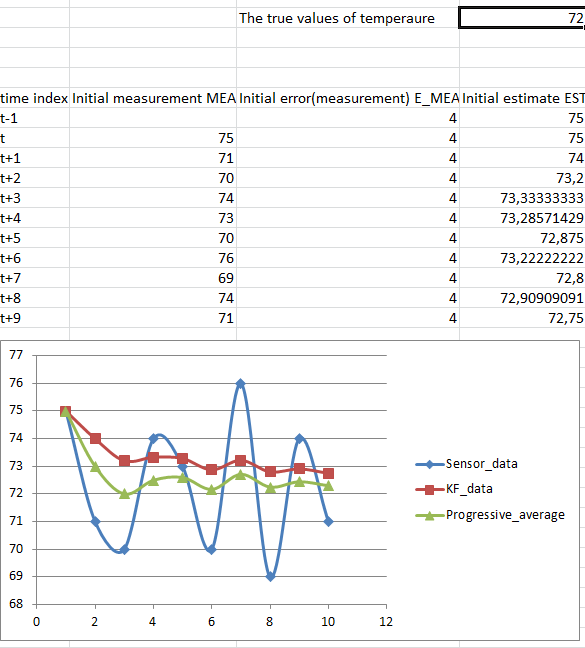 The true values of temperaure 72
time index Initial measurement MEA Initial error(measurement) E_MEA Initial estimate EST
t-1 4 75
t 75 4 75
t+1 71 4 74
t+2 70 4 73,2
t+3 74 4 73,33333333
t+4 73 4 73,28571429
t+5 70 4 72,875
t+6 76 4 73,22222222
t+7 69 4 72,8
t+8 74 4 72,90909091
t+9 71 4 72,75
77
76
75
74
73
72
71
70
69
68
0 2 4 6 8 10 12
Sensor_data
KF_data
Progressive_average